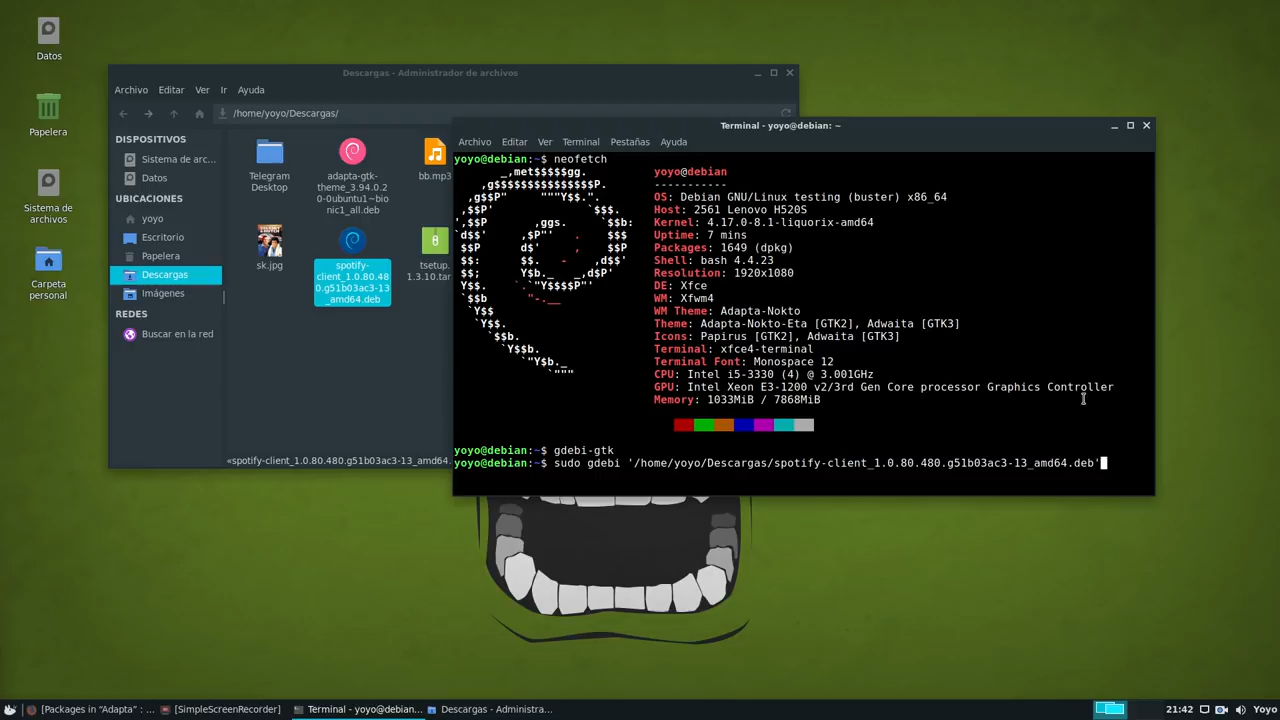 Datos
Papelera
Sistema de
archivos
Carpeta
personal
Descargas - Administrador de archivos
Archivo Editar Ver Ir Ayuda
/home/yoyo/Descargas/
DISPOSITIVOS
Sistema de arc...
Datos
UBICACIONES
yoyo
Escritorio
Papelera
Descargas
Imágenes
REDES
Buscar en la red
Telegram
Desktop
adapta-gtk-
theme_3.94.0.2
0-0ubuntu1~bio
nic1_all.deb
bb.mp3
sk.jpg
spotify-
client_1.0.80.48
0.g51b03ac3-13
_amd64.deb
tsetup.
1.3.10.tar
«spotify-client_1.0.80.480.g51b03ac3-13_amd64.
Terminal - yoyo@debian: ~
Archivo Editar Ver Terminal Pestañas Ayuda
yoyo@debian:~$ neofetch
yoyo@debian
-----------
OS: Debian GNU/Linux testing (buster) x86_64
Host: 2561 Lenovo H520S
Kernel: 4.17.0-8.1-liquorix-amd64
Uptime: 7 mins
Packages: 1649 (dpkg)
Shell: bash 4.4.23
Resolution: 1920x1080
DE: Xfce
WM: Xfwm4
WM Theme: Adapta-Nokto
Theme: Adapta-Nokto-Eta [GTK2], Adwaita [GTK3]
Icons: Papirus [GTK2], Adwaita [GTK3]
Terminal: xfce4-terminal
Terminal Font: Monospace 12
CPU: Intel i5-3330 (4) @ 3.001GHz
GPU: Intel Xeon E3-1200 v2/3rd Gen Core processor Graphics Controller
Memory: 1033MiB / 7868MiB
yoyo@debian:~$ gdebi-gtk
yoyo@debian:~$ sudo gdebi '/home/yoyo/Descargas/spotify-client_1.0.80.480.g51b03ac3-13_amd64.deb'
[Packages in “Adapta” : ... [SimpleScreenRecorder] Terminal - yoyo@debian... Descargas - Administra... 21:42 Yoyo